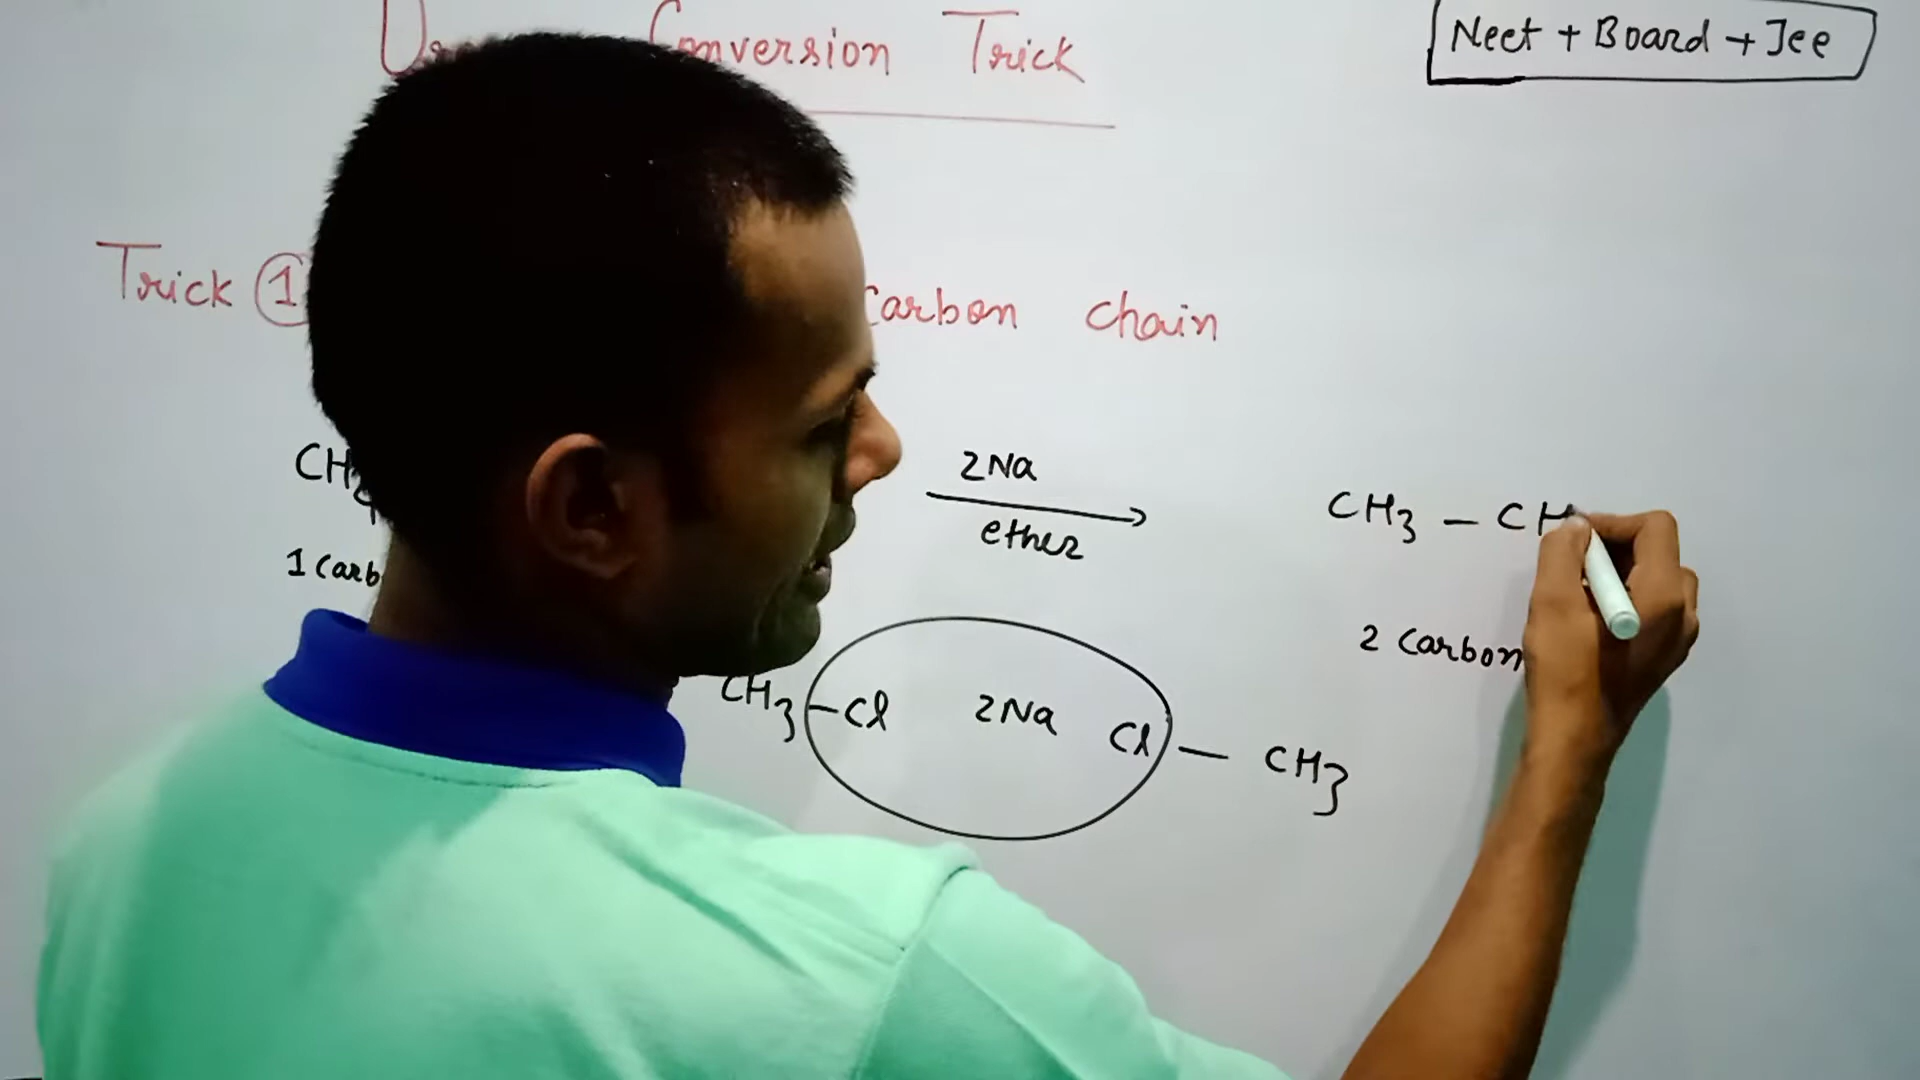 Conversion Trick
Neet + Board + Jee
Trick 1 Carbon chain
2Na
ether
CH3 — CH
1 Carb
2 Carbon
CH3 — Cl 2Na Cl — CH3